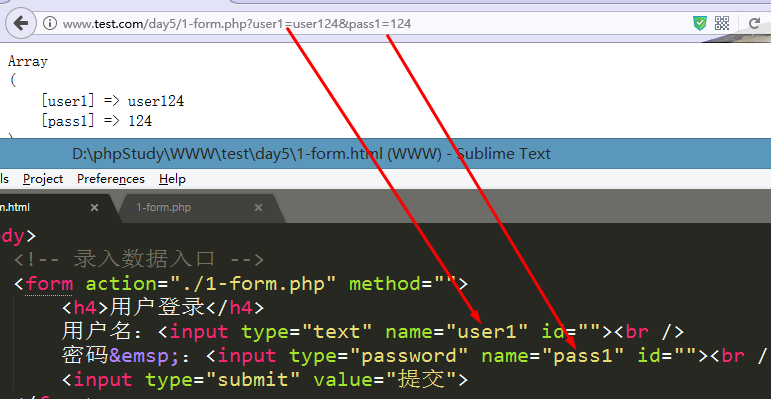 www.test.com/day5/1-form.php?user1=user124&pass1=124
Array
(
[user1] => user124
[pass1] => 124
D:\phpStudy\WWW\test\day5\1-form.html (WWW) - Sublime Text
ls Project Preferences Help
m.html × 1-form.php ×
dy>
<!-- 录入数据入口 -->
<form action="./1-form.php" method="">
<h4>用户登录</h4>
用户名：<input type="text" name="user1" id=""><br />
密码&emsp;：<input type="password" name="pass1" id=""><br /
<input type="submit" value="提交">
</form>